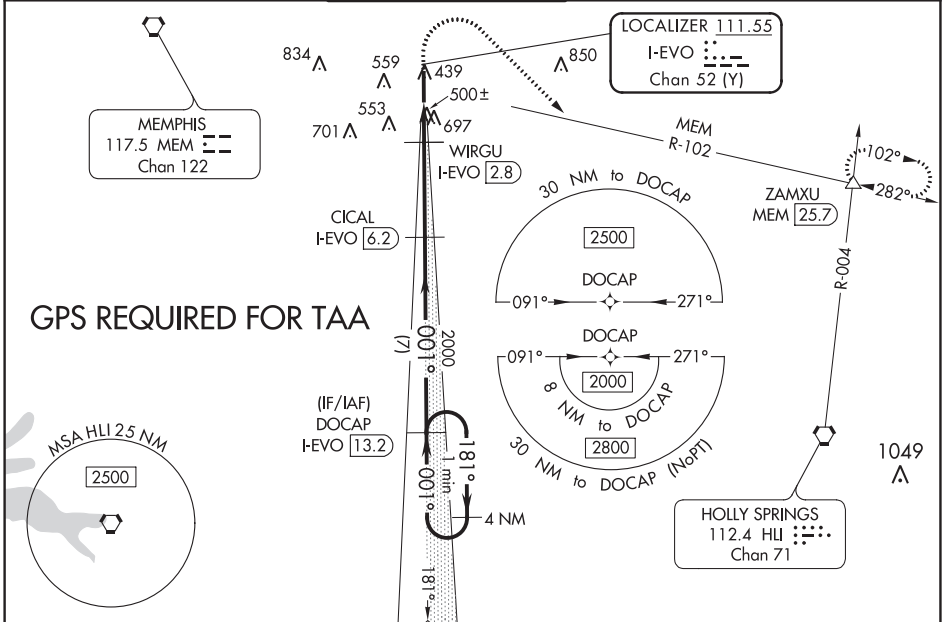 MEMPHIS
117.5 MEM
Chan 122
834
559
439
850
500±
553
701
697
LOCALIZER 111.55
I-EVO
Chan 52 (Y)
WIRGU
I-EVO 2.8
MEM
R-102
102°
282°
ZAMXU
MEM 25.7
CICAL
I-EVO 6.2
30 NM to DOCAP
2500
DOCAP
091°
271°
R-004
GPS REQUIRED FOR TAA
001°
2000
(7)
DOCAP
091°
271°
2000
8 NM to DOCAP
2800
30 NM to DOCAP (NoPT)
(IF/IAF)
DOCAP
I-EVO 13.2
181°
1 min
001°
4 NM
181°
MSA HLI 25 NM
2500
1049
HOLLY SPRINGS
112.4 HLI
Chan 71